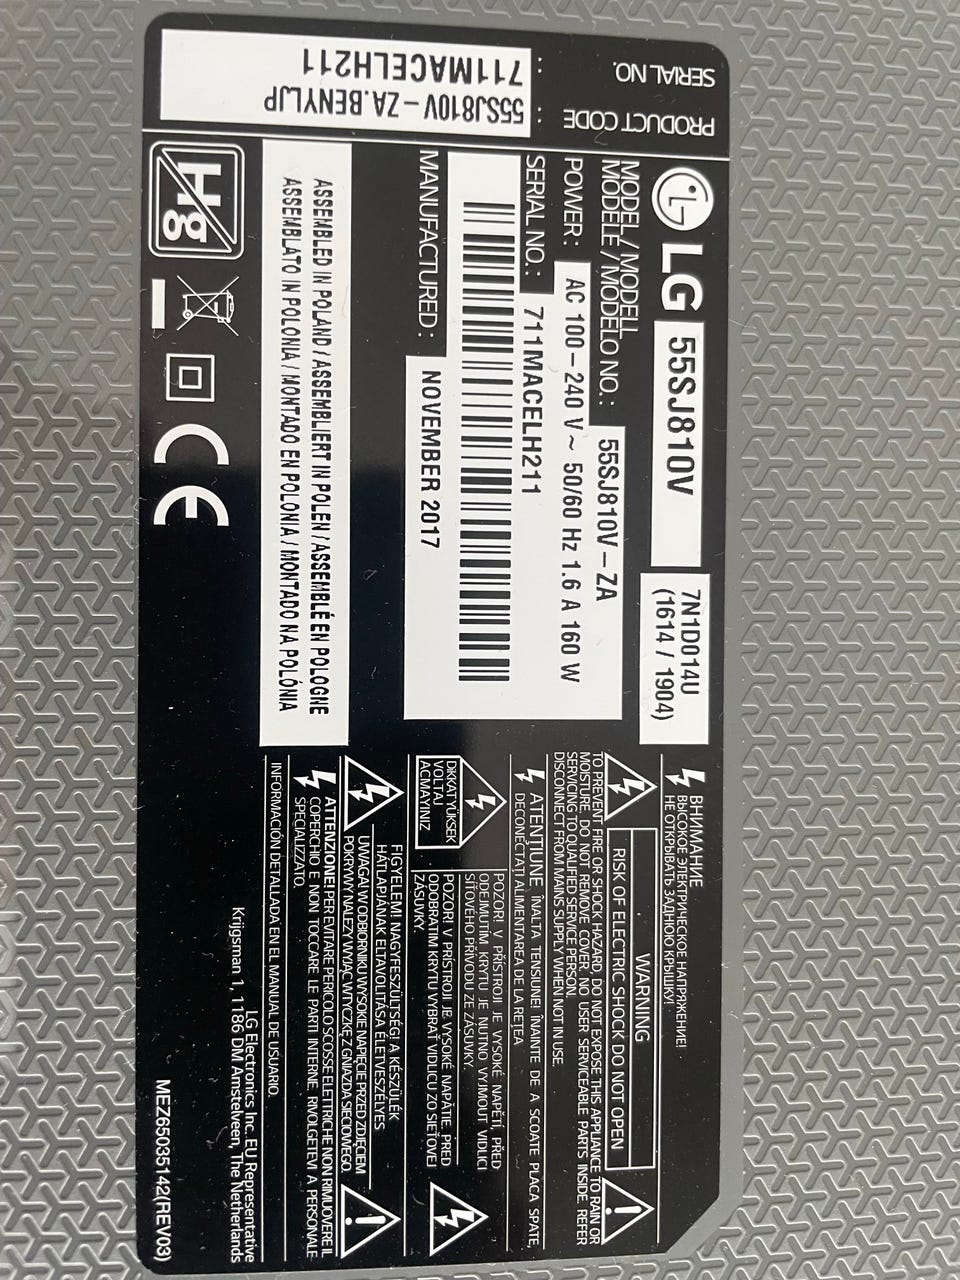 SERIAL NO. : 711MACELH211
PRODUCT CODE : 55SJ810V-ZA.BENYLJP
LG 55SJ810V
7N1D014U
(1614 / 1904)
MODEL / MODELL
MODÈLE / MODELO NO. : 55SJ810V-ZA
POWER : AC 100-240 V~ 50/60 Hz 1.6 A 160 W
SERIAL NO. : 711MACELH211
MANUFACTURED : NOVEMBER 2017
ASSEMBLED IN POLAND / ASSEMBLIERT IN POLEN / ASSEMBLÉ EN POLOGNE
ASSEMBLATO IN POLONIA / MONTADO EN POLONIA / MONTADO NA POLÓNIA
Hg
CE
ВНИМАНИЕ
ВЫСОКОЕ ЭЛЕКТРИЧЕСКОЕ НАПРЯЖЕНИЕ!
НЕ ОТКРЫВАТЬ ЗАДНЮЮ КРЫШКУ!
WARNING
RISK OF ELECTRIC SHOCK DO NOT OPEN
TO PREVENT FIRE OR SHOCK HAZARD, DO NOT EXPOSE THIS APPLIANCE TO RAIN OR
MOISTURE. DO NOT REMOVE COVER. NO USER SERVICEABLE PARTS INSIDE. REFER
SERVICING TO QUALIFIED SERVICE PERSON.
DISCONNECT FROM MAINS SUPPLY WHEN NOT IN USE.
ATENŢIUNE ÎNALTA TENSIUNE! ÎNAINTE DE A SCOATE PLACA SPATE,
DECONECTAŢI ALIMENTAREA DE LA REŢEA
DİKKAT YÜKSEK
VOLTAJ
AÇMAYINIZ
POZOR! V PŘÍSTROJI JE VYSOKÉ NAPĚTÍ. PŘED
ODEJMUTÍM KRYTU JE NUTNO VYJMOUT VIDLICI
SÍŤOVÉHO PŘÍVODU ZE ZÁSUVKY.
POZOR! V PRÍSTROJI JE VYSOKÉ NAPÄTIE, PRED
ODOBRATÍM KRYTU VYBRAŤ VIDLICU ZO SIEŤOVEJ
ZÁSUVKY.
FIGYELEM! NAGYFESZÜLTSÉG! A KÉSZÜLÉK
HÁTLAPJÁNAK ELTÁVOLÍTÁSA ÉLETVESZÉLYES
UWAGA! W ODBIORNIKU WYSOKIE NAPIĘCIE PRZED ZDJĘCIEM
POKRYWY NALEŻY WYJĄĆ WTYCZKĘ Z GNIAZDA SIECIOWEGO.
ATTENZIONE! PER EVITARE PERICOLO SCOSSE ELETTRICHE NON RIMUOVERE IL
COPERCHIO E NON TOCCARE LE PARTI INTERNE. RIVOLGETEVI A PERSONALE
SPECIALIZZATO.
INFORMACIÓN DETALLADA EN EL MANUAL DE USUARIO.
LG Electronics Inc. EU Representative
Krijgsman 1, 1186 DM Amstelveen, The Netherlands
MEZ65035142(REV03)